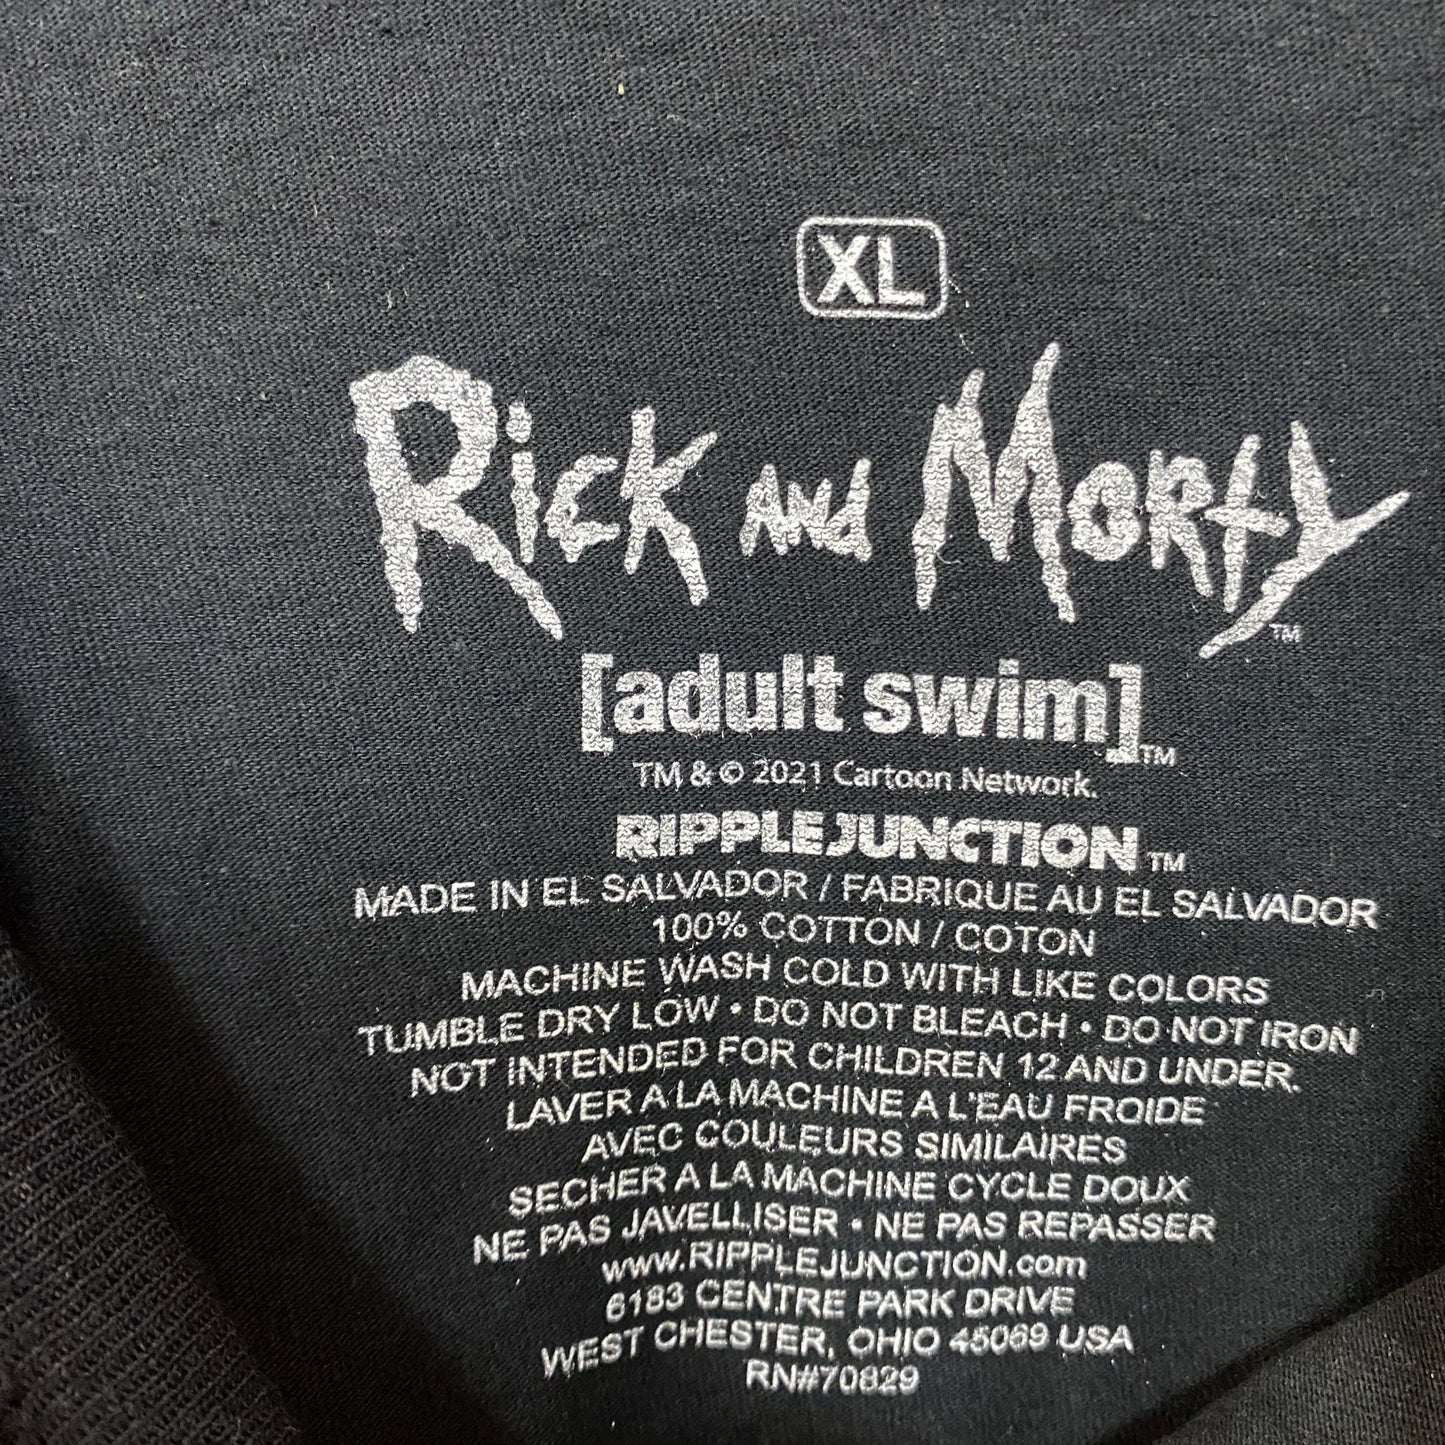 XL
Rick and Morty™
[adult swim]™
TM & © 2021 Cartoon Network.
RIPPLE JUNCTION™
MADE IN EL SALVADOR / FABRIQUE AU EL SALVADOR
100% COTTON / COTON
MACHINE WASH COLD WITH LIKE COLORS
TUMBLE DRY LOW • DO NOT BLEACH • DO NOT IRON
NOT INTENDED FOR CHILDREN 12 AND UNDER.
LAVER A LA MACHINE A L'EAU FROIDE
AVEC COULEURS SIMILAIRES
SECHER A LA MACHINE CYCLE DOUX
NE PAS JAVELLISER • NE PAS REPASSER
www.RIPPLEJUNCTION.com
6183 CENTRE PARK DRIVE
WEST CHESTER, OHIO 45069 USA
RN#70829